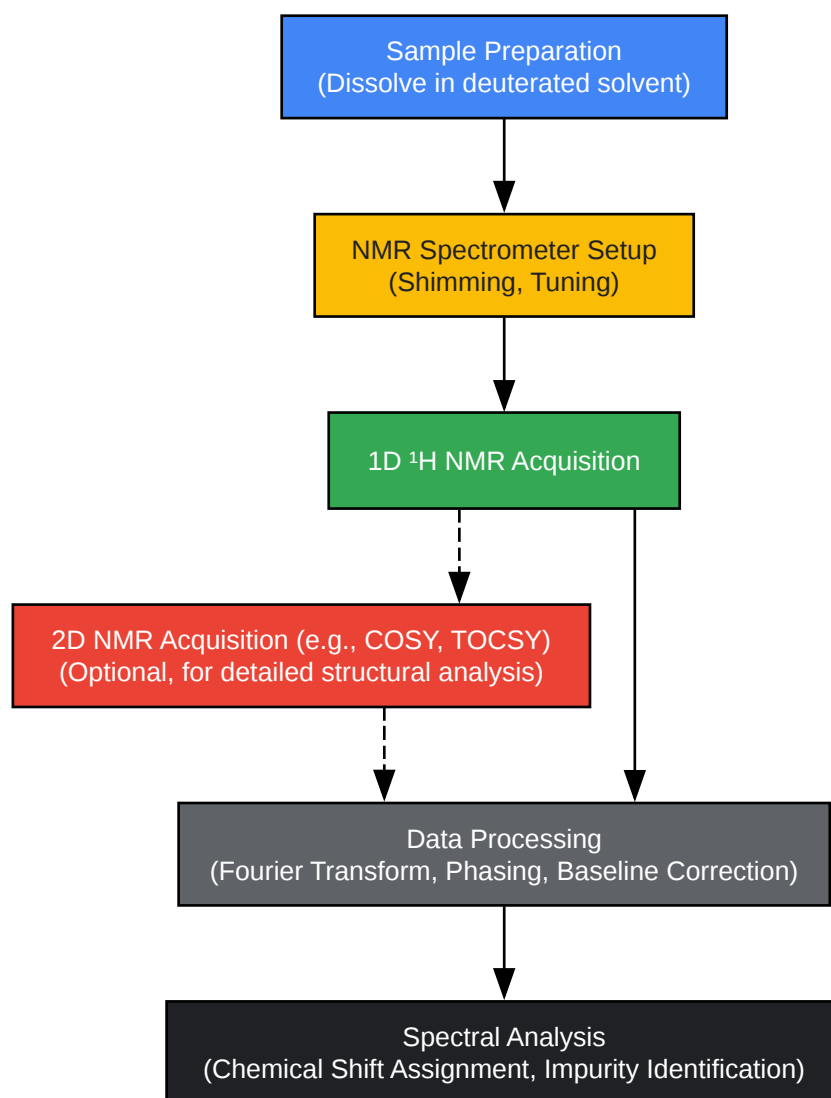 Sample Preparation
(Dissolve in deuterated solvent)
NMR Spectrometer Setup
(Shimming, Tuning)
1D ¹H NMR Acquisition
2D NMR Acquisition (e.g., COSY, TOCSY)
(Optional, for detailed structural analysis)
Data Processing
(Fourier Transform, Phasing, Baseline Correction)
Spectral Analysis
(Chemical Shift Assignment, Impurity Identification)